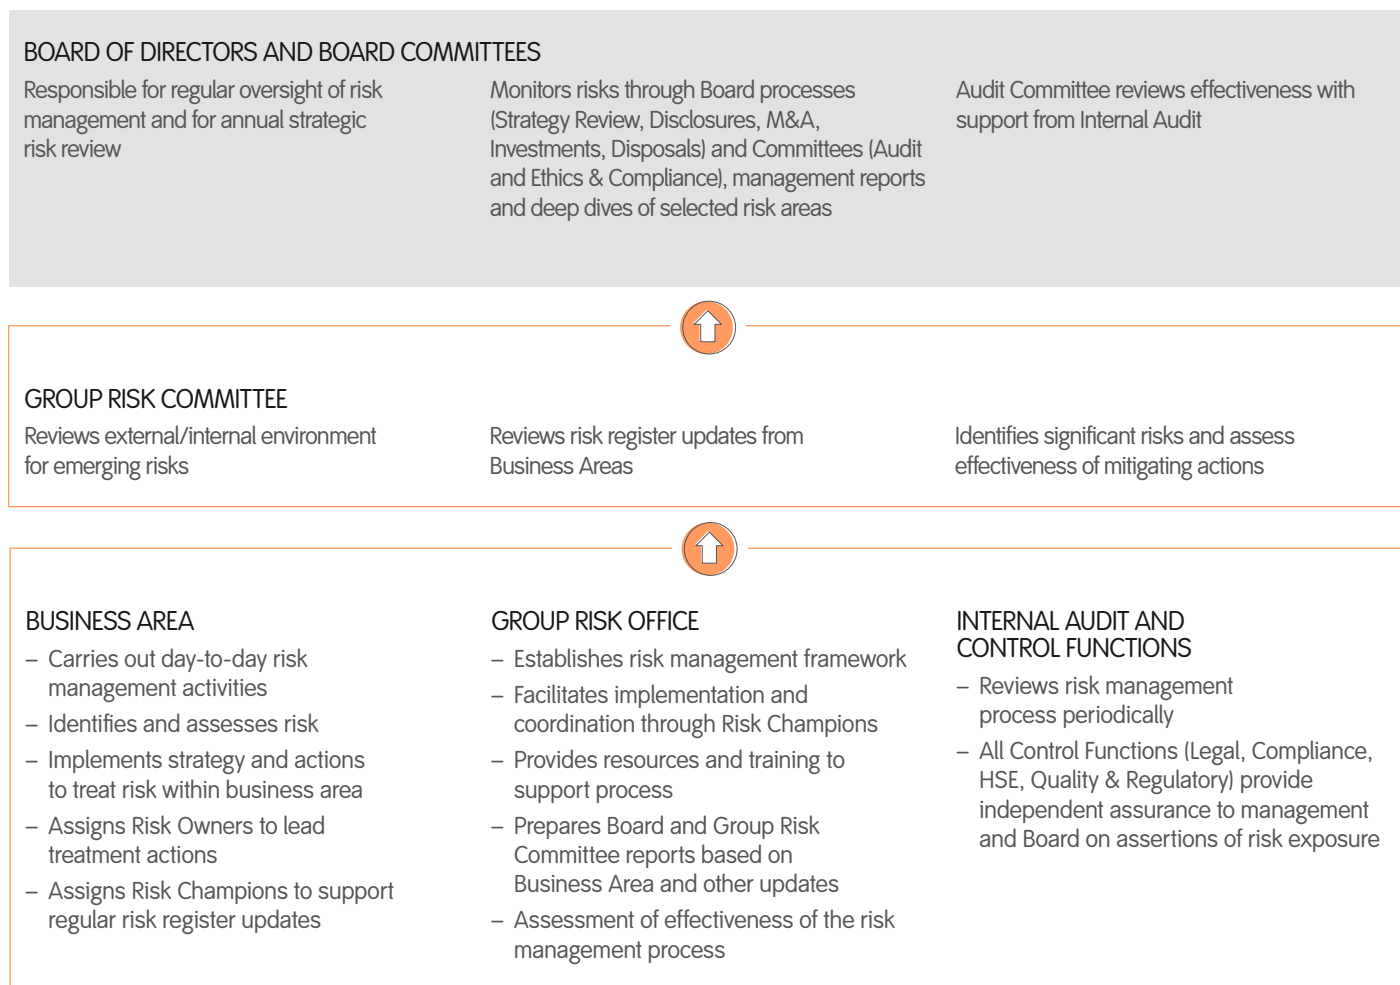 BOARD OF DIRECTORS AND BOARD COMMITTEES
Responsible for regular oversight of risk
management and for annual strategic
risk review
Monitors risks through Board processes
(Strategy Review, Disclosures, M&A,
Investments, Disposals) and Committees (Audit
and Ethics & Compliance), management reports
and deep dives of selected risk areas
Audit Committee reviews effectiveness with
support from Internal Audit
GROUP RISK COMMITTEE
Reviews external/internal environment
for emerging risks
Reviews risk register updates from
Business Areas
Identifies significant risks and assess
effectiveness of mitigating actions
BUSINESS AREA
– Carries out day-to-day risk
management activities
– Identifies and assesses risk
– Implements strategy and actions
to treat risk within business area
– Assigns Risk Owners to lead
treatment actions
– Assigns Risk Champions to support
regular risk register updates
GROUP RISK OFFICE
– Establishes risk management framework
– Facilitates implementation and
coordination through Risk Champions
– Provides resources and training to
support process
– Prepares Board and Group Risk
Committee reports based on
Business Area and other updates
– Assessment of effectiveness of the risk
management process
INTERNAL AUDIT AND
CONTROL FUNCTIONS
– Reviews risk management
process periodically
– All Control Functions (Legal, Compliance,
HSE, Quality & Regulatory) provide
independent assurance to management
and Board on assertions of risk exposure